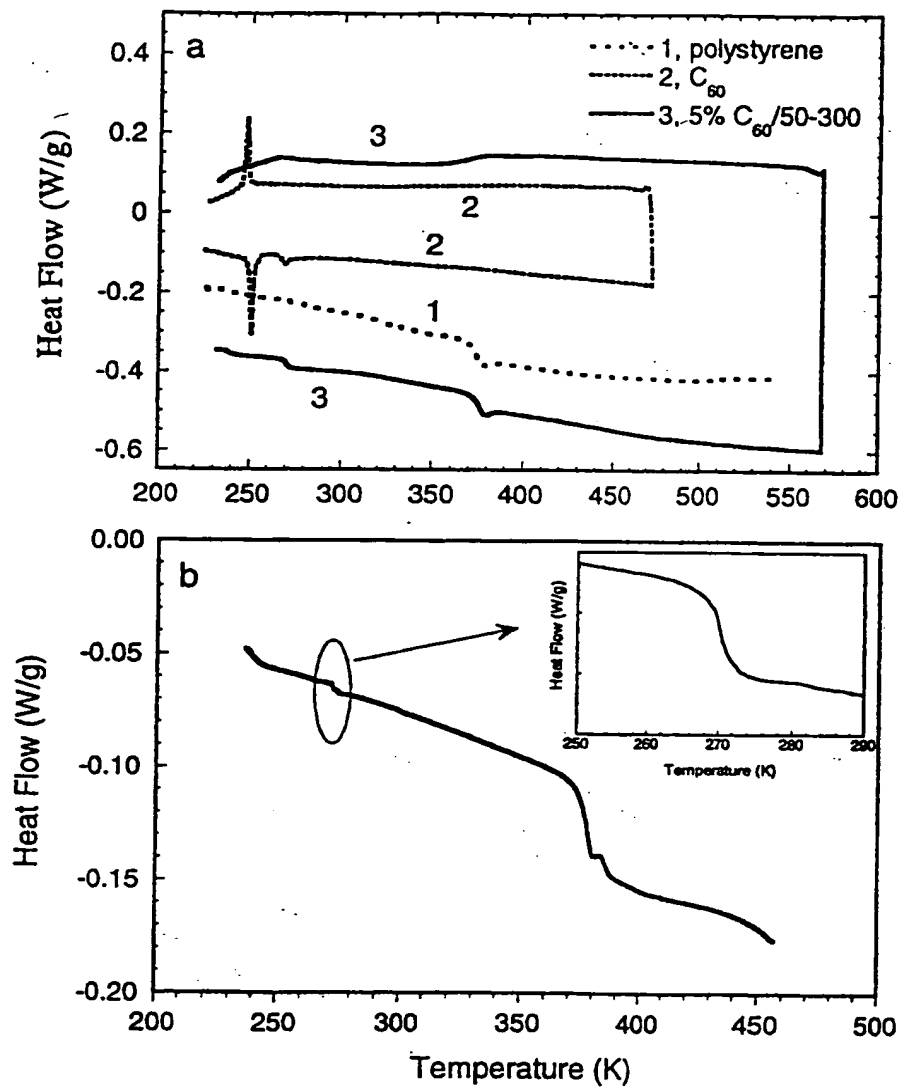 a
1, polystyrene
2, C60
3, 5% C60/50-300
Heat Flow (W/g)
0.4
0.2
0
-0.2
-0.4
-0.6
3
2
2
1
3
200 250 300 350 400 450 500 550 600
b
Heat Flow (W/g)
0.00
-0.05
-0.10
-0.15
-0.20
Heat Flow (W/g)
250 260 270 280 290
Temperature (K)
200 250 300 350 400 450 500
Temperature (K)